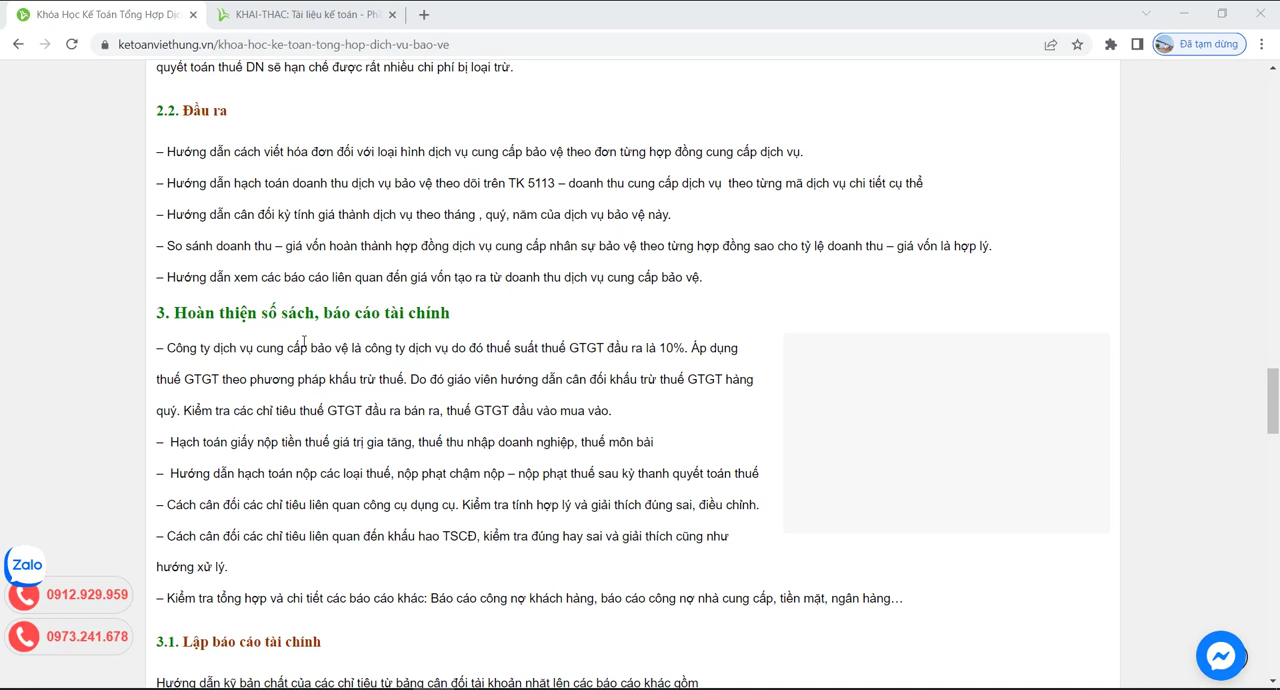 Khóa Học Kế Toán Tổng Hợp Dịc
KHAI-THAC: Tài liệu kế toán - Ph
ketoanviethung.vn/khoa-hoc-ke-toan-tong-hop-dich-vu-bao-ve
Đã tạm dừng
quyết toán thuế DN sẽ hạn chế được rất nhiều chi phí bị loại trừ.
2.2. Đầu ra
– Hướng dẫn cách viết hóa đơn đối với loại hình dịch vụ cung cấp bảo vệ theo đơn từng hợp đồng cung cấp dịch vụ.
– Hướng dẫn hạch toán doanh thu dịch vụ bảo vệ theo dõi trên TK 5113 – doanh thu cung cấp dịch vụ theo từng mã dịch vụ chi tiết cụ thể
– Hướng dẫn cân đối kỳ tính giá thành dịch vụ theo tháng , quý, năm của dịch vụ bảo vệ này.
– So sánh doanh thu – giá vốn hoàn thành hợp đồng dịch vụ cung cấp nhân sự bảo vệ theo từng hợp đồng sao cho tỷ lệ doanh thu – giá vốn là hợp lý.
– Hướng dẫn xem các báo cáo liên quan đến giá vốn tạo ra từ doanh thu dịch vụ cung cấp bảo vệ.
3. Hoàn thiện sổ sách, báo cáo tài chính
– Công ty dịch vụ cung cấp bảo vệ là công ty dịch vụ do đó thuế suất thuế GTGT đầu ra là 10%. Áp dụng
thuế GTGT theo phương pháp khấu trừ thuế. Do đó giáo viên hướng dẫn cân đối khấu trừ thuế GTGT hàng
quý. Kiểm tra các chỉ tiêu thuế GTGT đầu ra bán ra, thuế GTGT đầu vào mua vào.
– Hạch toán giấy nộp tiền thuế giá trị gia tăng, thuế thu nhập doanh nghiệp, thuế môn bài
– Hướng dẫn hạch toán nộp các loại thuế, nộp phạt chậm nộp – nộp phạt thuế sau kỳ thanh quyết toán thuế
– Cách cân đối các chỉ tiêu liên quan công cụ dụng cụ. Kiểm tra tính hợp lý và giải thích đúng sai, điều chỉnh.
– Cách cân đối các chỉ tiêu liên quan đến khấu hao TSCĐ, kiểm tra đúng hay sai và giải thích cũng như
hướng xử lý.
– Kiểm tra tổng hợp và chi tiết các báo cáo khác: Báo cáo công nợ khách hàng, báo cáo công nợ nhà cung cấp, tiền mặt, ngân hàng…
Zalo
0912.929.959
0973.241.678
3.1. Lập báo cáo tài chính
Hướng dẫn kỹ bản chất của các chỉ tiêu từ bảng cân đối tài khoản nhặt lên các báo cáo khác gồm